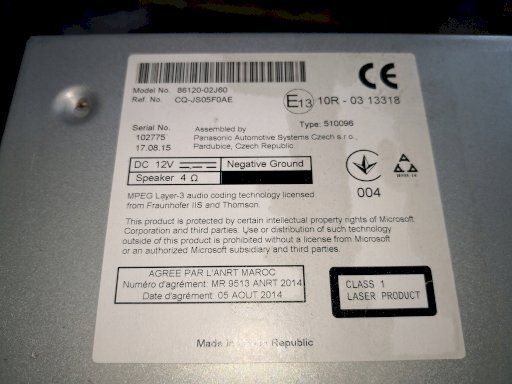 Model No. 86120-02J60
Ref. No. CQ-JS05F0AE
CE
E13 10R - 03 13318
Type: 510096
Serial No.
102775
17.08.15
Assembled by
Panasonic Automotive Systems Czech s.r.o.,
Pardubice, Czech Republic
DC 12V
Negative Ground
Speaker 4 Ω
004
MPEG Layer-3 audio coding technology licensed
from Fraunhofer IIS and Thomson.
This product is protected by certain intellectual property rights of Microsoft
Corporation and third parties. Use or distribution of such technology
outside of this product is prohibited without a license from Microsoft
or an authorized Microsoft subsidiary and third parties.
AGREE PAR L'ANRT MAROC
Numéro d'agrément: MR 9513 ANRT 2014
Date d'agrément: 05 AOUT 2014
CLASS 1
LASER PRODUCT
Made in Republic